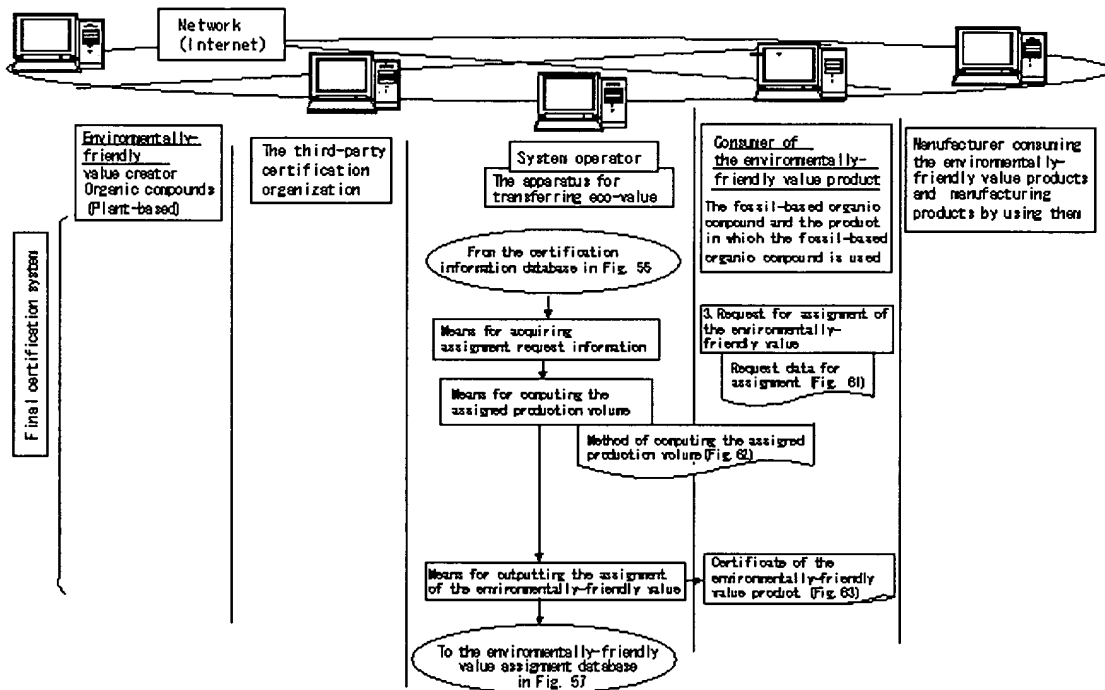 Network
(Internet)
Environmentally-
friendly
value creator
Organic compounds
(Plant-based)
The third-party
certification
organization
System operator
The apparatus for
transferring eco-value
Consumer of
the environmentally-
friendly value product
The fossil-based organic
compound and the product
in which the fossil-based
organic compound is used
Manufacturer consuming
the environmentally-
friendly value products
and manufacturing
products by using them
Final certification system
From the certification
information database in Fig. 55
Means for acquiring
assignment request information
3. Request for assignment of
the environmentally-
friendly value
Request data for
assignment (Fig. 61)
Means for computing the
assigned production volume
Method of computing the assigned
production volume (Fig. 62)
Means for outputting the assignment
of the environmentally-friendly value
Certificate of the
environmentally-friendly
value product (Fig. 63)
To the environmentally-friendly
value assignment database
in Fig. 57